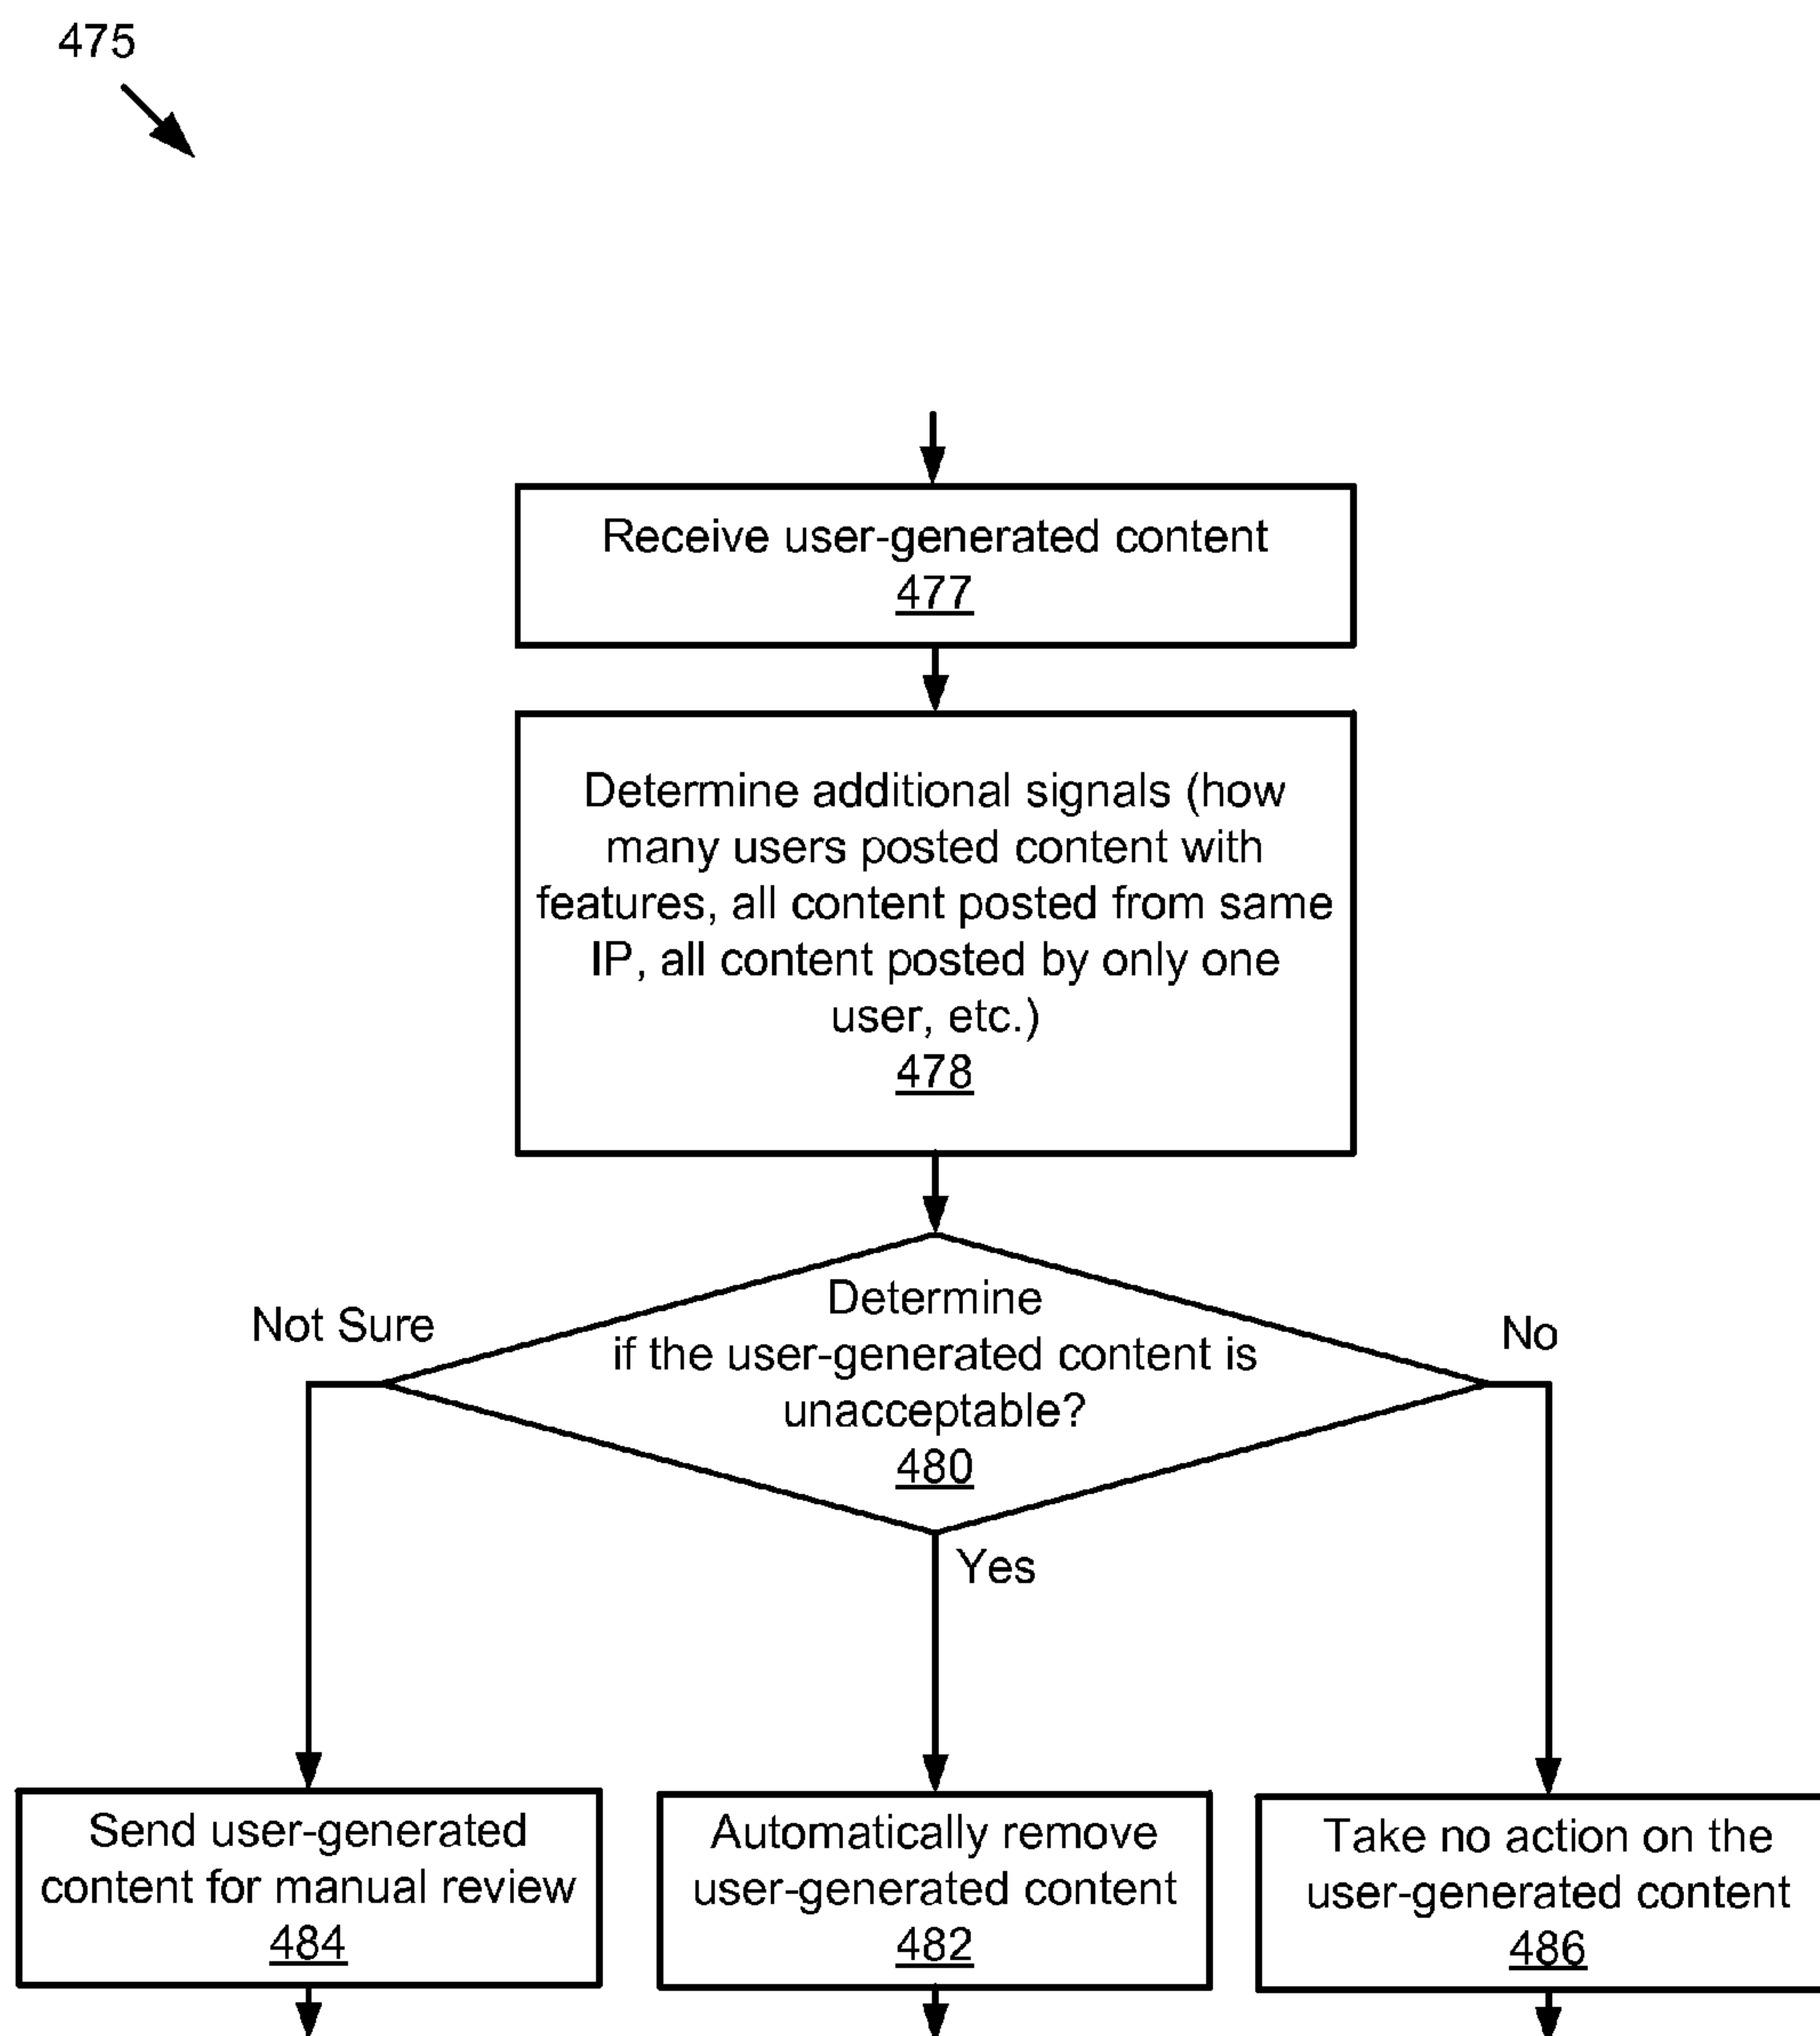 475
Receive user-generated content
477
Determine additional signals (how
many users posted content with
features, all content posted from same
IP, all content posted by only one
user, etc.)
478
Determine
if the user-generated content is
unacceptable?
480
Not Sure
No
Yes
Send user-generated
content for manual review
484
Automatically remove
user-generated content
482
Take no action on the
user-generated content
486